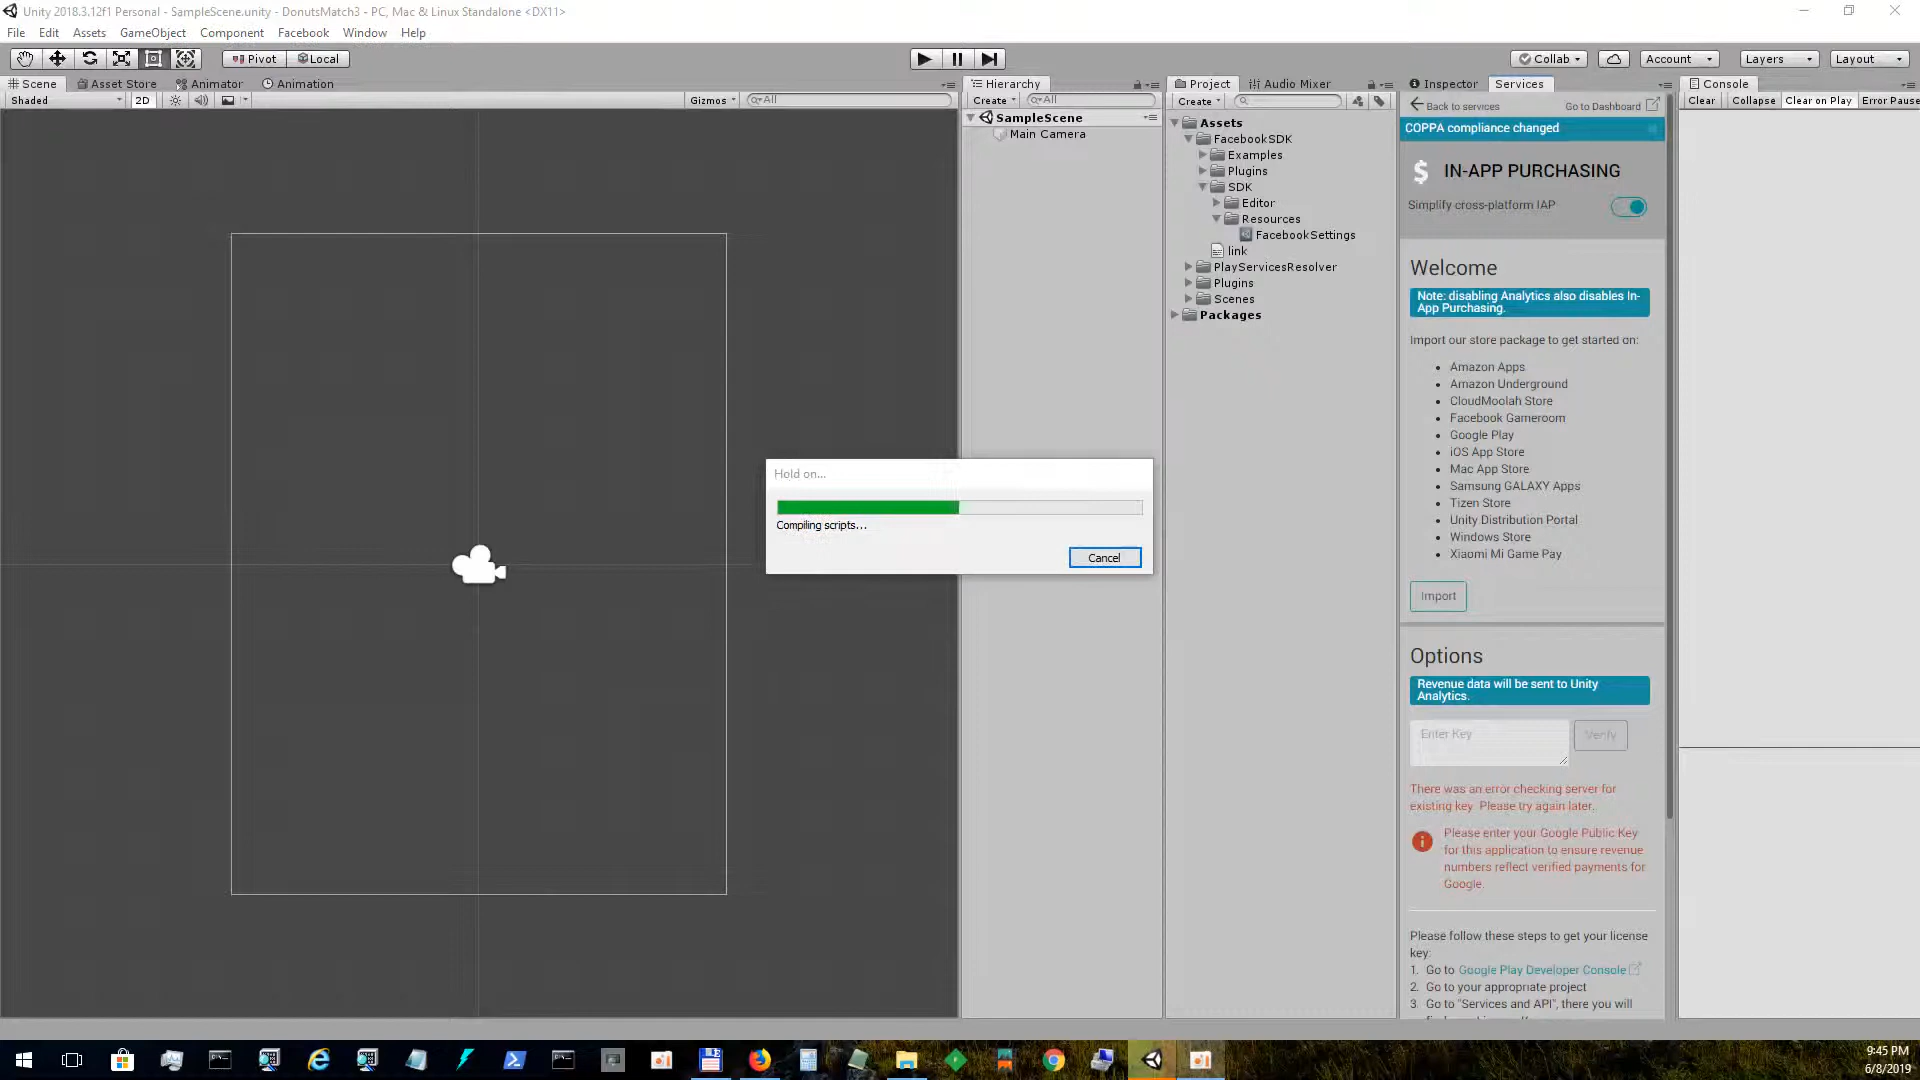 Unity 2018.3.12f1 Personal - SampleScene.unity - DonutsMatch3 - PC, Mac & Linux Standalone <DX11>
File Edit Assets GameObject Component Facebook Window Help
Pivot Local Collab Account Layers Layout
Scene Asset Store Animator Animation
Shaded 2D Gizmos All
Hierarchy
Create All
SampleScene
Main Camera
Project Audio Mixer
Create
Assets
FacebookSDK
Examples
Plugins
SDK
Editor
Resources
FacebookSettings
link
PlayServicesResolver
Plugins
Scenes
Packages
Hold on...
Compiling scripts...
Cancel
Inspector Services
Back to services Go to Dashboard
COPPA compliance changed
$ IN-APP PURCHASING
Simplify cross-platform IAP
Welcome
Note: disabling Analytics also disables In-
App Purchasing.
Import our store package to get started on:
• Amazon Apps
• Amazon Underground
• CloudMoolah Store
• Facebook Gameroom
• Google Play
• iOS App Store
• Mac App Store
• Samsung GALAXY Apps
• Tizen Store
• Unity Distribution Portal
• Windows Store
• Xiaomi Mi Game Pay
Import
Options
Revenue data will be sent to Unity
Analytics.
Enter Key Verify
There was an error checking server for
existing key. Please try again later.
Please enter your Google Public Key
for this application to ensure revenue
numbers reflect verified payments for
Google.
Please follow these steps to get your license
key:
1. Go to Google Play Developer Console
2. Go to your appropriate project
3. Go to "Services and API", there you will
Console
Clear Collapse Clear on Play Error Pause
9:45 PM
6/8/2019